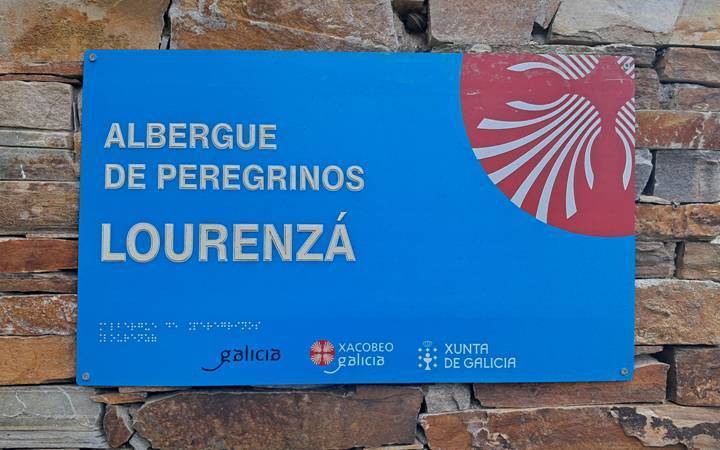 ALBERGUE
DE PEREGRINOS
LOURENZÁ
galicia
XACOBEO
galicia
XUNTA
DE GALICIA